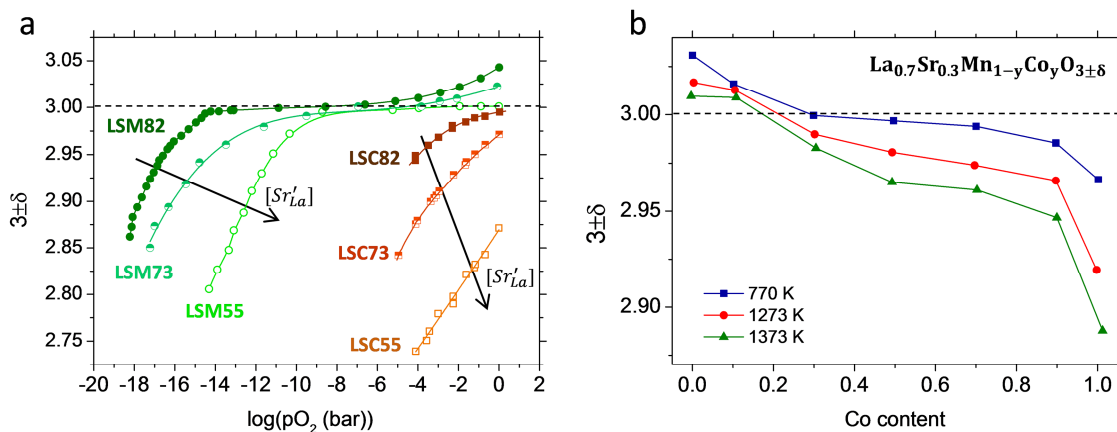 a
3±δ
3.05
3.00
2.95
2.90
2.85
2.80
2.75
-20 -18 -16 -14 -12 -10 -8 -6 -4 -2 0 2
log(pO₂ (bar))
LSM82
LSM73
LSM55
[Sr′La]
LSC82
LSC73
LSC55
[Sr′La]
b
La₀.₇Sr₀.₃Mn₁₋yCoyO₃±δ
3±δ
3.00
2.95
2.90
770 K
1273 K
1373 K
0.0 0.2 0.4 0.6 0.8 1.0
Co content